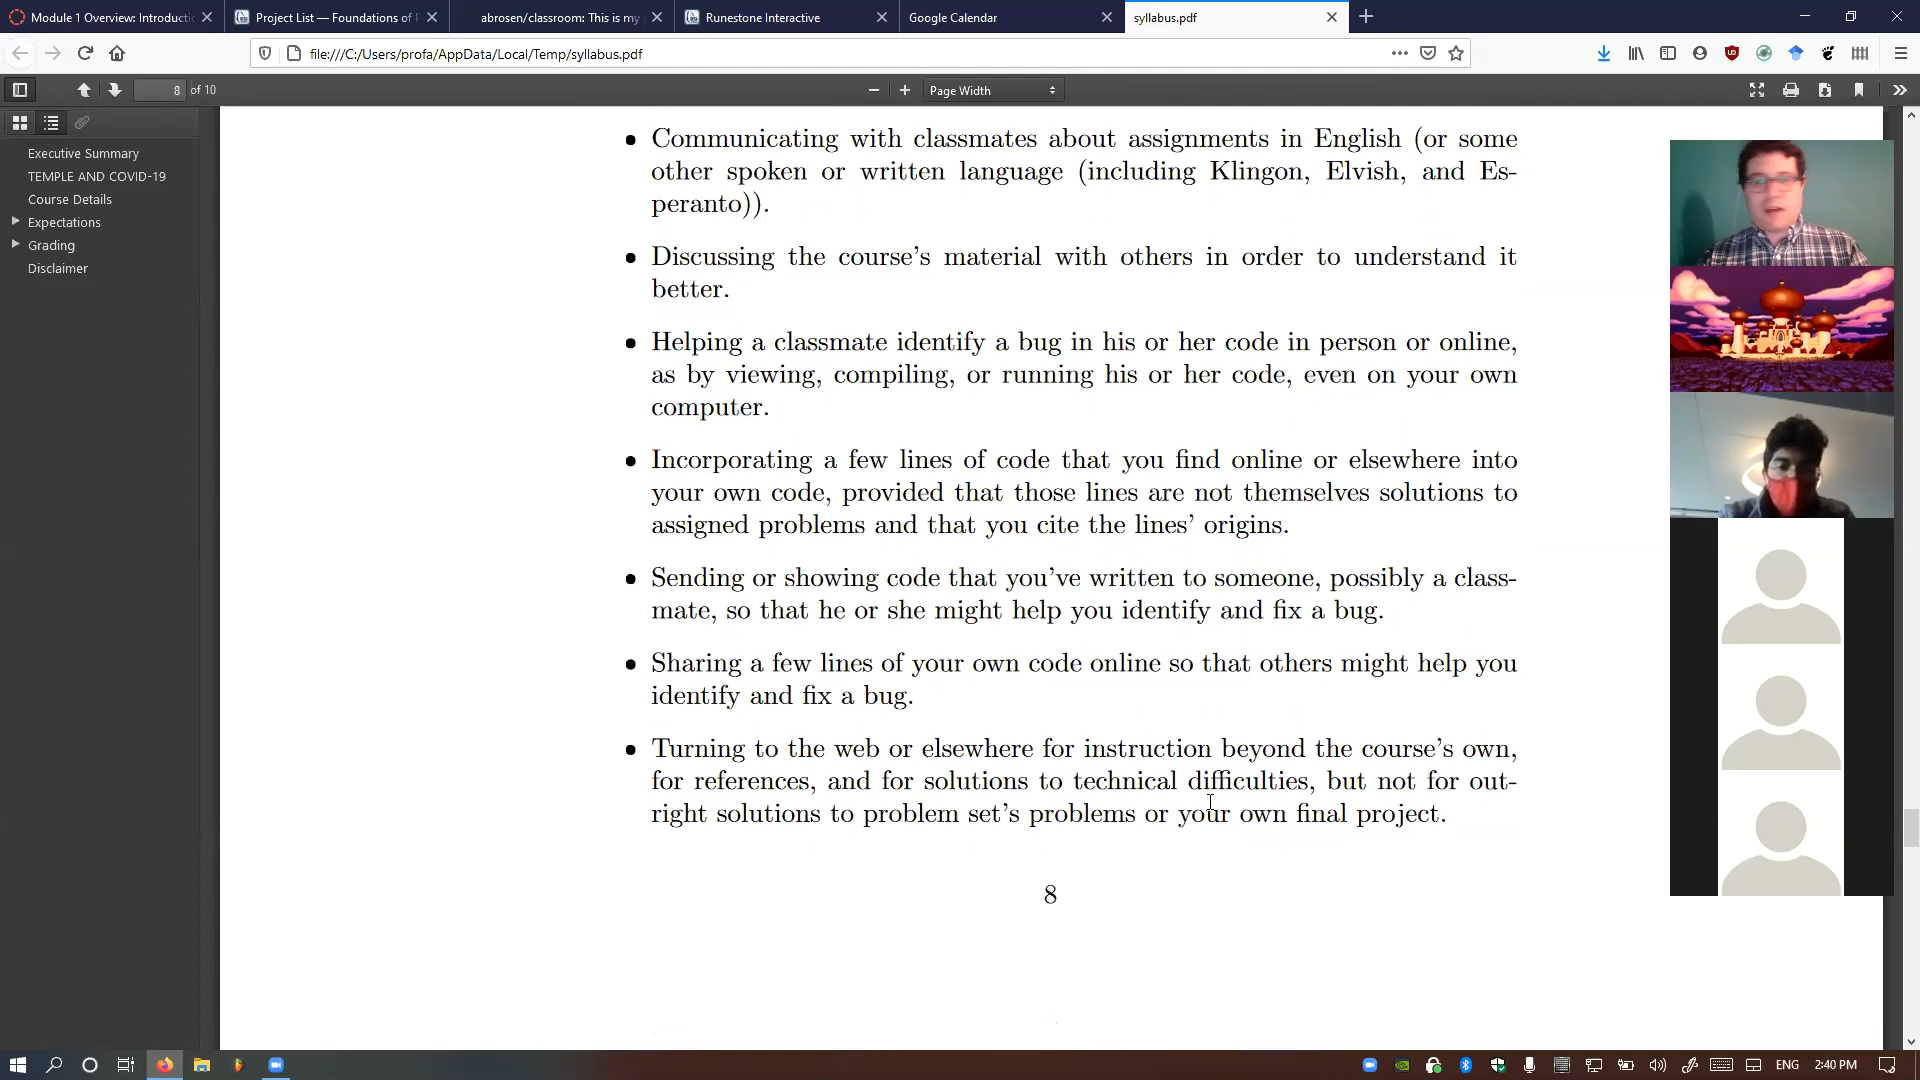 Module 1 Overview: Introducti
Project List — Foundations of P
abrosen/classroom: This is my
Runestone Interactive
Google Calendar
syllabus.pdf
file:///C:/Users/profa/AppData/Local/Temp/syllabus.pdf
8 of 10
Page Width
Executive Summary
TEMPLE AND COVID-19
Course Details
Expectations
Grading
Disclaimer
• Communicating with classmates about assignments in English (or some
other spoken or written language (including Klingon, Elvish, and Es-
peranto)).
• Discussing the course's material with others in order to understand it
better.
• Helping a classmate identify a bug in his or her code in person or online,
as by viewing, compiling, or running his or her code, even on your own
computer.
• Incorporating a few lines of code that you find online or elsewhere into
your own code, provided that those lines are not themselves solutions to
assigned problems and that you cite the lines' origins.
• Sending or showing code that you've written to someone, possibly a class-
mate, so that he or she might help you identify and fix a bug.
• Sharing a few lines of your own code online so that others might help you
identify and fix a bug.
• Turning to the web or elsewhere for instruction beyond the course's own,
for references, and for solutions to technical difficulties, but not for out-
right solutions to problem set's problems or your own final project.
8
ENG
2:40 PM